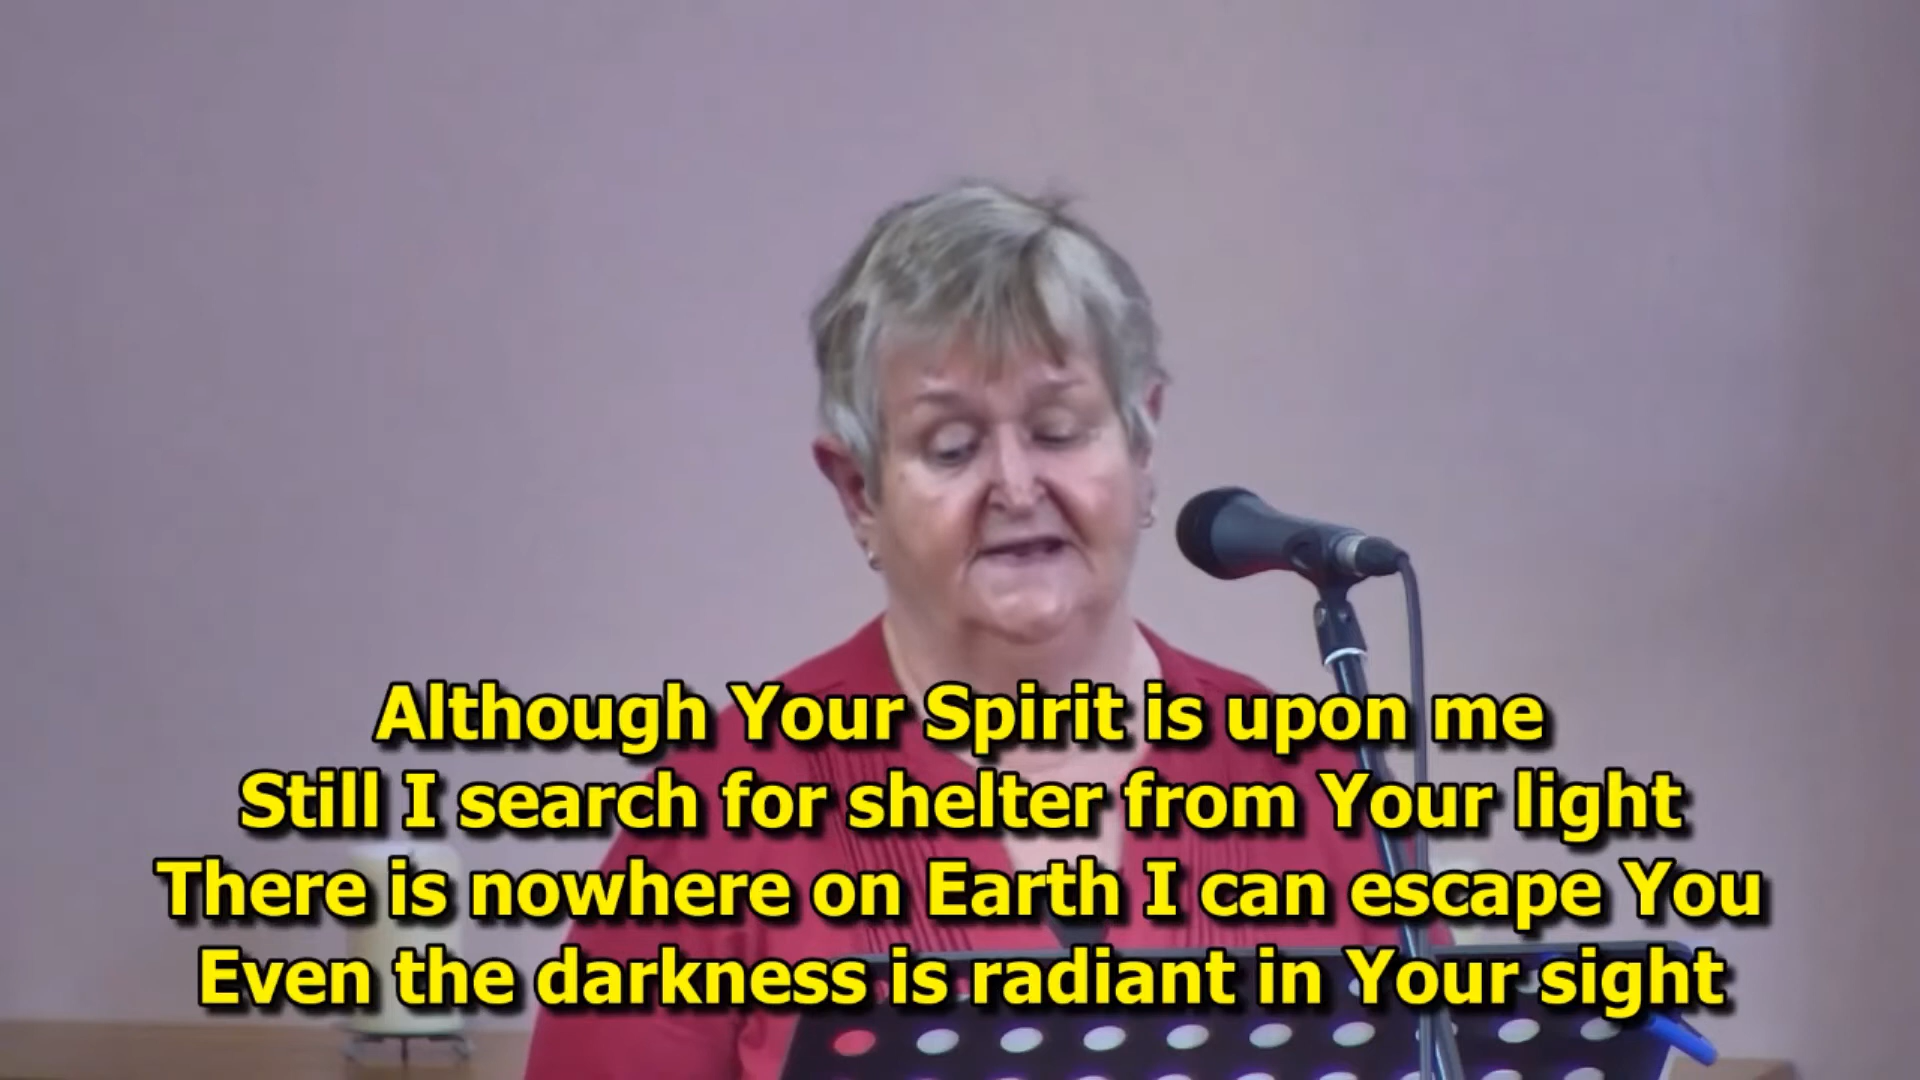 Although Your Spirit is upon me
Still I search for shelter from Your light
There is nowhere on Earth I can escape You
Even the darkness is radiant in Your sight